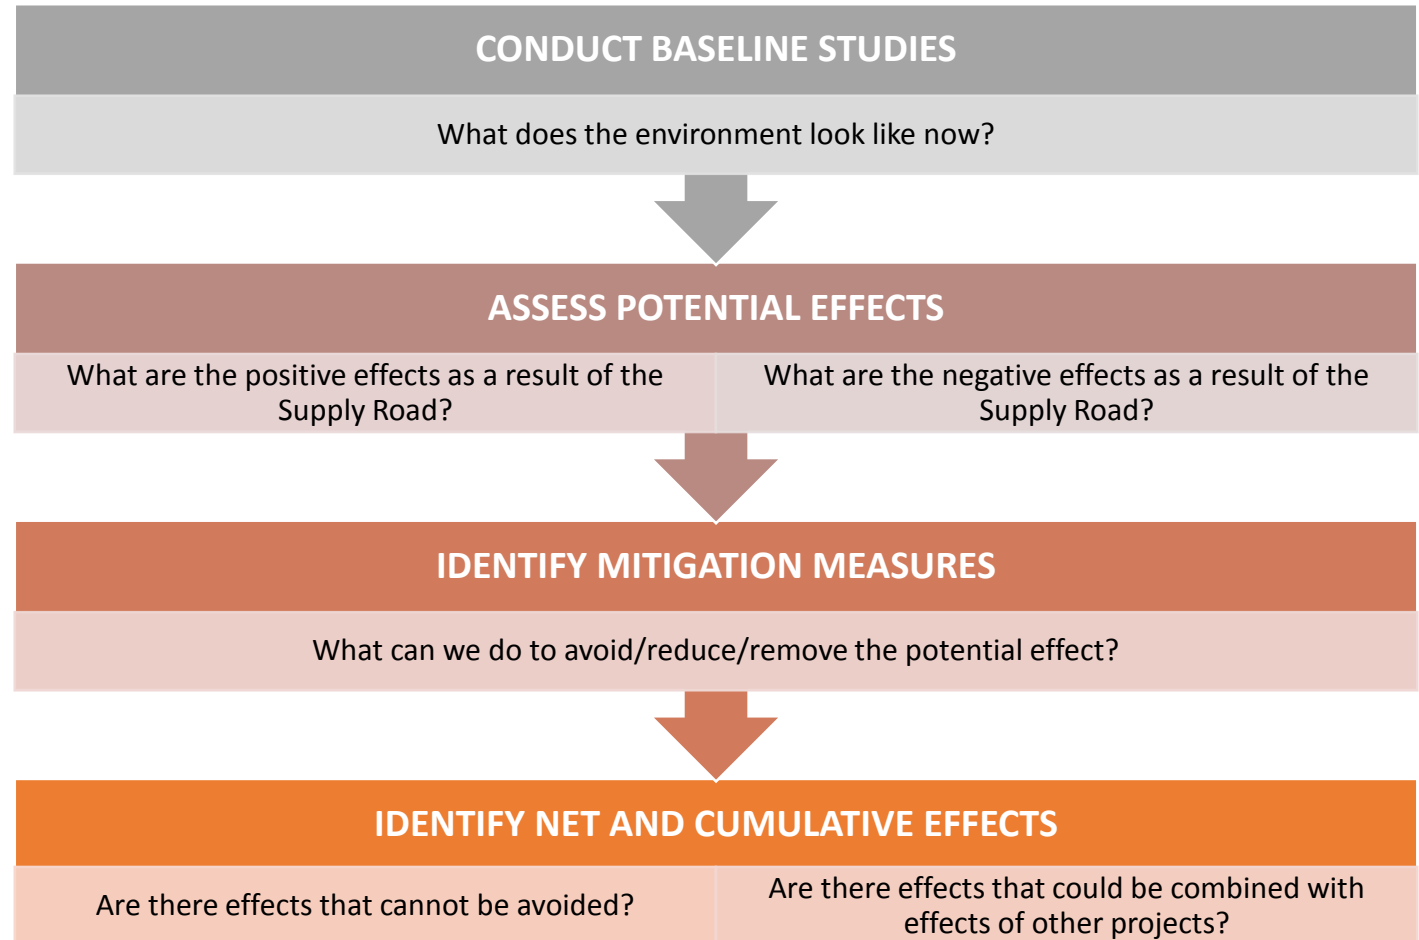 CONDUCT BASELINE STUDIES
What does the environment look like now?
ASSESS POTENTIAL EFFECTS
What are the positive effects as a result of the
Supply Road?
What are the negative effects as a result of the
Supply Road?
IDENTIFY MITIGATION MEASURES
What can we do to avoid/reduce/remove the potential effect?
IDENTIFY NET AND CUMULATIVE EFFECTS
Are there effects that cannot be avoided?
Are there effects that could be combined with
effects of other projects?